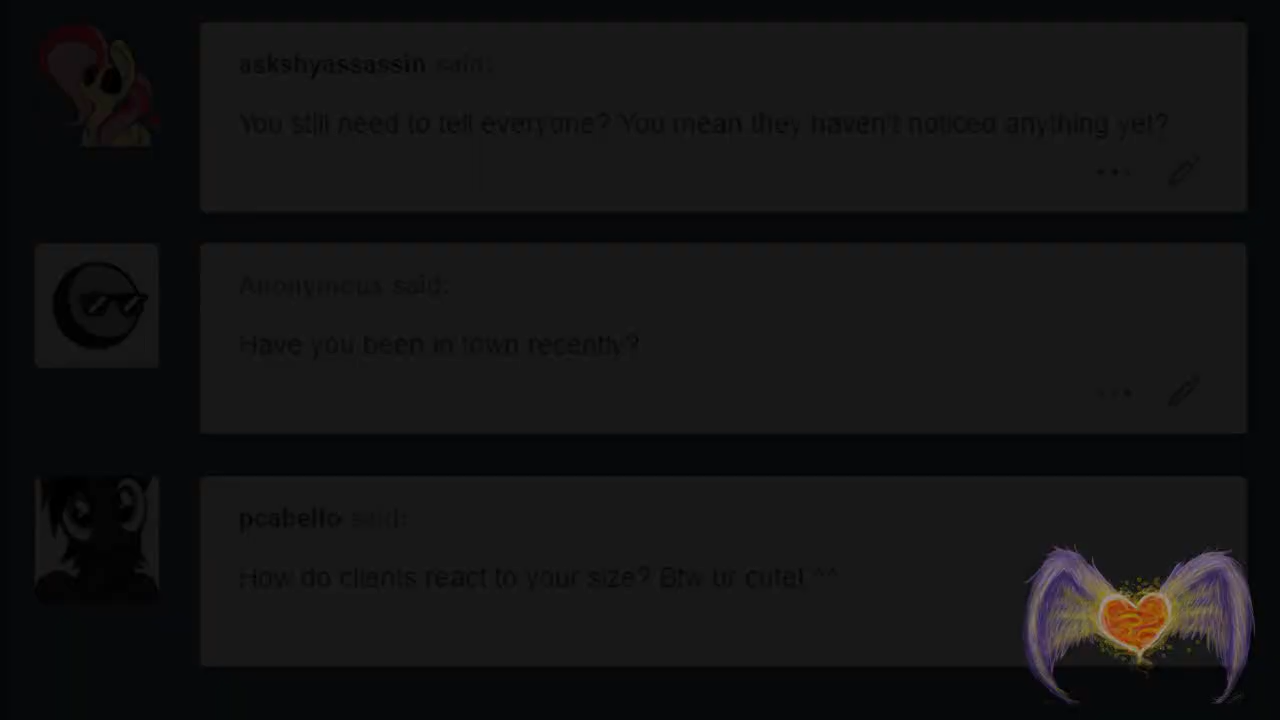 askshyassassin said:
You still need to tell everyone? You mean they haven't noticed anything yet?
Anonymous said:
Have you been in town recently?
pcabello said:
How do clients react to your size? Btw ur cute! ^^